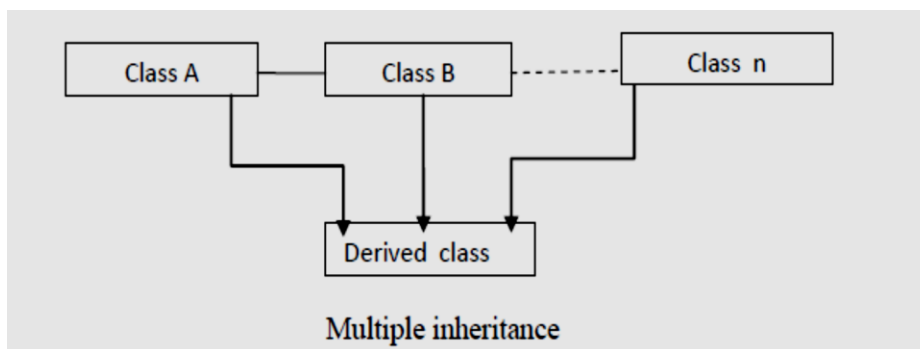 Class A
Class B
Class n
Derived class
Multiple inheritance